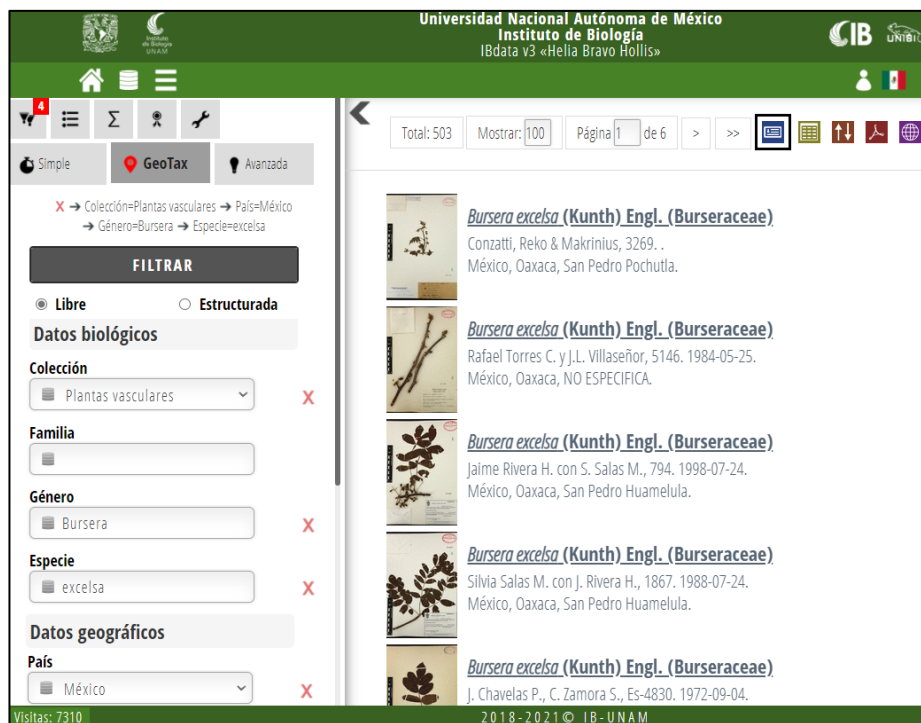 Universidad Nacional Autónoma de México
Instituto de Biología
IBdata v3 «Helia Bravo Hollis»
Instituto
de Biología
UNAM
IB
UNIBIO
4
Σ
Simple
GeoTax
Avanzada
X → Colección=Plantas vasculares → País=México
→ Género=Bursera → Especie=excelsa
FILTRAR
Libre
Estructurada
Datos biológicos
Colección
Plantas vasculares
X
Familia
Género
Bursera
X
Especie
excelsa
X
Datos geográficos
País
México
X
Total: 503
Mostrar: 100
Página 1 de 6
>
>>
Bursera excelsa (Kunth) Engl. (Burseraceae)
Conzatti, Reko & Makrinius, 3269. .
México, Oaxaca, San Pedro Pochutla.
Bursera excelsa (Kunth) Engl. (Burseraceae)
Rafael Torres C. y J.L. Villaseñor, 5146. 1984-05-25.
México, Oaxaca, NO ESPECIFICA.
Bursera excelsa (Kunth) Engl. (Burseraceae)
Jaime Rivera H. con S. Salas M., 794. 1998-07-24.
México, Oaxaca, San Pedro Huamelula.
Bursera excelsa (Kunth) Engl. (Burseraceae)
Silvia Salas M. con J. Rivera H., 1867. 1988-07-24.
México, Oaxaca, San Pedro Huamelula.
Bursera excelsa (Kunth) Engl. (Burseraceae)
J. Chavelas P., C. Zamora S., Es-4830. 1972-09-04.
Visitas: 7310
2018-2021© IB-UNAM